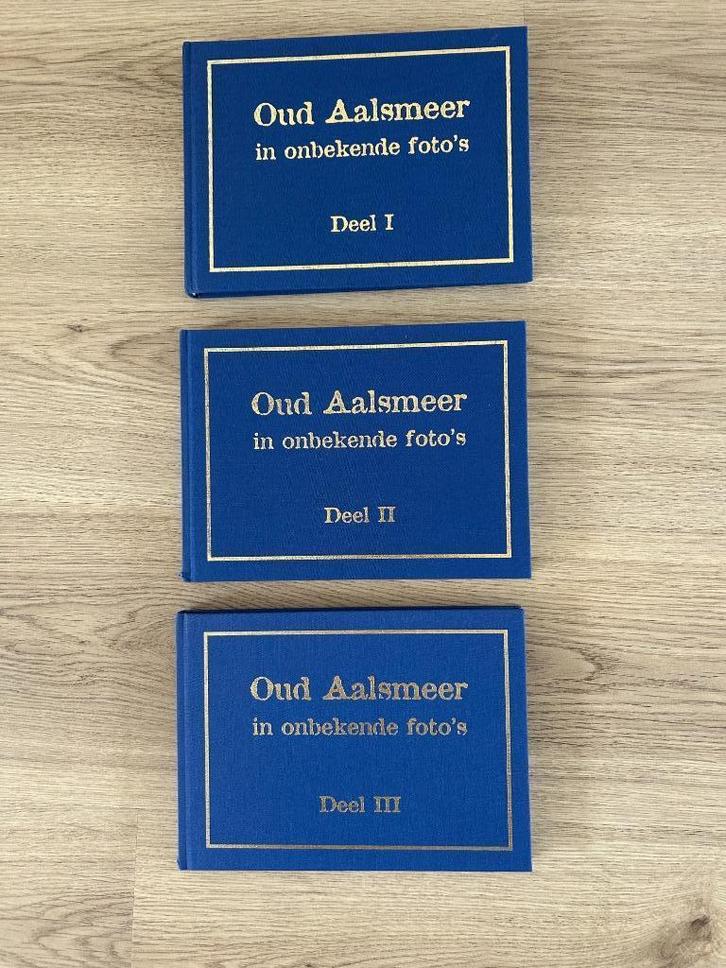 Oud Aalsmeer
in onbekende foto's
Deel I
Oud Aalsmeer
in onbekende foto's
Deel II
Oud Aalsmeer
in onbekende foto's
Deel III